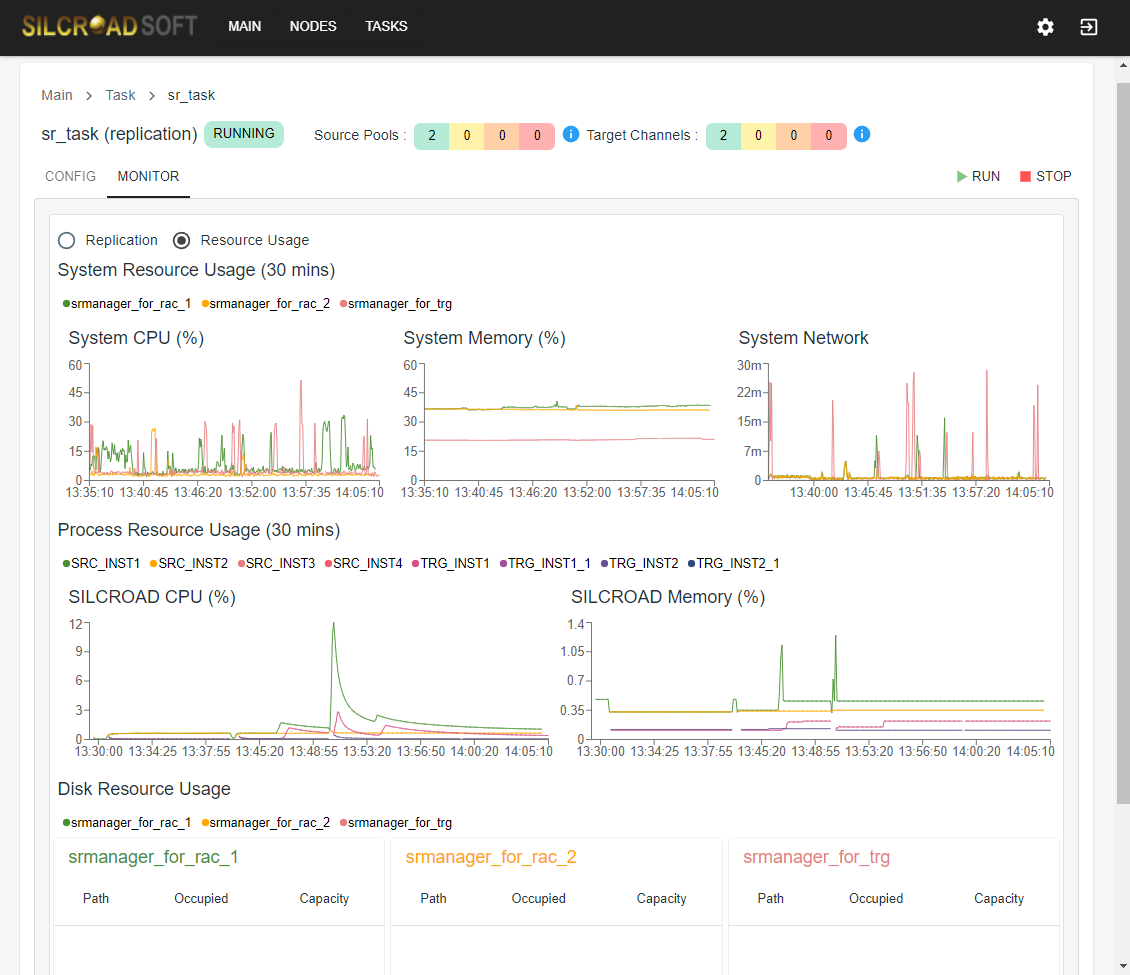 SILCROADSOFT MAIN NODES TASKS
Main > Task > sr_task
sr_task (replication) RUNNING Source Pools : 2 0 0 0 i Target Channels : 2 0 0 0 i
CONFIG MONITOR RUN STOP
Replication Resource Usage
System Resource Usage (30 mins)
srmanager_for_rac_1 srmanager_for_rac_2 srmanager_for_trg
System CPU (%) System Memory (%) System Network
60 60 30m
45 45 22m
30 30 15m
15 15 7m
0 0 0
13:35:10 13:40:45 13:46:20 13:52:00 13:57:35 14:05:10 13:35:10 13:40:45 13:46:20 13:52:00 13:57:35 14:05:10 13:40:00 13:45:45 13:51:35 13:57:20 14:05:10
Process Resource Usage (30 mins)
SRC_INST1 SRC_INST2 SRC_INST3 SRC_INST4 TRG_INST1 TRG_INST1_1 TRG_INST2 TRG_INST2_1
SILCROAD CPU (%) SILCROAD Memory (%)
12 1.4
9 1.05
6 0.7
3 0.35
0 0
13:30:00 13:34:25 13:37:55 13:45:20 13:48:55 13:53:20 13:56:50 14:00:20 14:05:10 13:30:00 13:34:25 13:37:55 13:45:20 13:48:55 13:53:20 13:56:50 14:00:20 14:05:10
Disk Resource Usage
srmanager_for_rac_1 srmanager_for_rac_2 srmanager_for_trg
srmanager_for_rac_1 srmanager_for_rac_2 srmanager_for_trg
Path Occupied Capacity Path Occupied Capacity Path Occupied Capacity